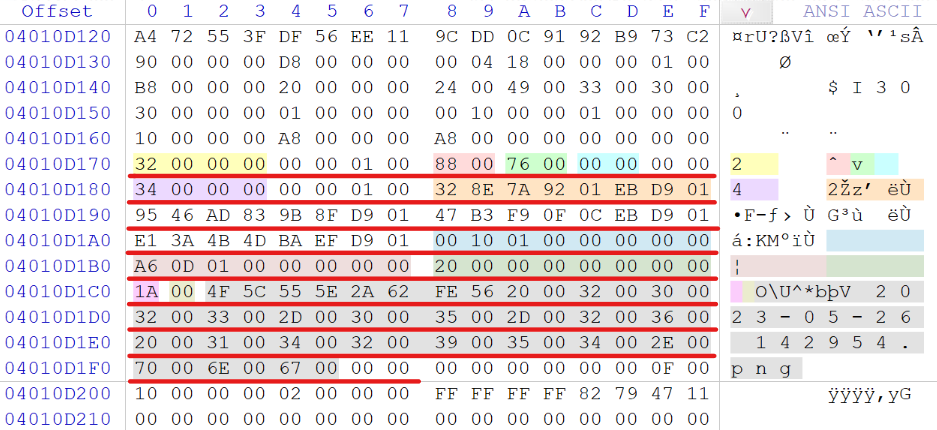 Offset 0 1 2 3 4 5 6 7 8 9 A B C D E F v ANSI ASCII
04010D120 A4 72 55 3F DF 56 EE 11 9C DD 0C 91 92 B9 73 C2 ¤rU?ßVî œÝ ‘’¹sÂ
04010D130 90 00 00 00 D8 00 00 00 00 04 18 00 00 00 01 00 Ø
04010D140 B8 00 00 00 20 00 00 00 24 00 49 00 33 00 30 00 ¸ $ I 3 0
04010D150 30 00 00 00 01 00 00 00 00 10 00 00 01 00 00 00 0
04010D160 10 00 00 00 A8 00 00 00 A8 00 00 00 00 00 00 00 ¨ ¨
04010D170 32 00 00 00 00 00 01 00 88 00 76 00 00 00 00 00 2 ˆ v
04010D180 34 00 00 00 00 00 01 00 32 8E 7A 92 01 EB D9 01 4 2Žz’ ëÙ
04010D190 95 46 AD 83 9B 8F D9 01 47 B3 F9 0F 0C EB D9 01 •F-ƒ› Ù G³ù ëÙ
04010D1A0 E1 3A 4B 4D BA EF D9 01 00 10 01 00 00 00 00 00 á:KMºïÙ
04010D1B0 A6 0D 01 00 00 00 00 00 20 00 00 00 00 00 00 00 ¦
04010D1C0 1A 00 4F 5C 55 5E 2A 62 FE 56 20 00 32 00 30 00 O\U^*bþV 2 0
04010D1D0 32 00 33 00 2D 00 30 00 35 00 2D 00 32 00 36 00 2 3 - 0 5 - 2 6
04010D1E0 20 00 31 00 34 00 32 00 39 00 35 00 34 00 2E 00 1 4 2 9 5 4 .
04010D1F0 70 00 6E 00 67 00 00 00 00 00 00 00 00 00 0F 00 p n g
04010D200 10 00 00 00 02 00 00 00 FF FF FF FF 82 79 47 11 ÿÿÿÿ‚yG
04010D210 00 00 00 00 00 00 00 00 00 00 00 00 00 00 00 00